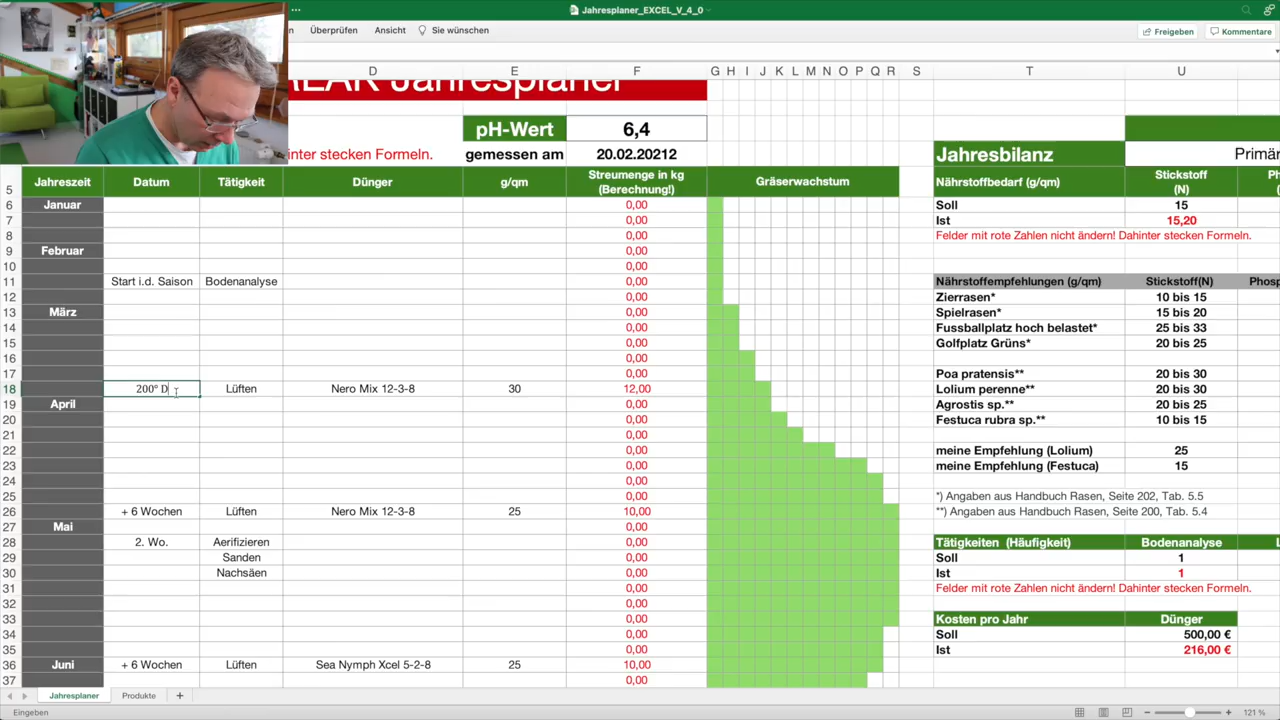 Jahresplaner_EXCEL_V_4_0
Überprüfen Ansicht Sie wünschen Freigeben Kommentare
D E F G H I J K L M N O P Q R S T U
Jahresplaner
pH-Wert 6,4
hinter stecken Formeln. gemessen am 20.02.20212 Jahresbilanz
5 Jahreszeit Datum Tätigkeit Dünger g/qm Streumenge in kg (Berechnung!) Gräserwachstum Nährstoffbedarf (g/qm) Stickstoff (N)
6 Januar 0,00 Soll 15
7 0,00 Ist 15,20
8 0,00 Felder mit rote Zahlen nicht ändern! Dahinter stecken Formeln.
9 Februar 0,00
10 0,00
11 Start i.d. Saison Bodenanalyse 0,00 Nährstoffempfehlungen (g/qm) Stickstoff(N)
12 0,00 Zierrasen* 10 bis 15
13 März 0,00 Spielrasen* 15 bis 20
14 0,00 Fussballplatz hoch belastet* 25 bis 33
15 0,00 Golfplatz Grüns* 20 bis 25
16 0,00
17 0,00 Poa pratensis** 20 bis 30
18 200° D Lüften Nero Mix 12-3-8 30 12,00 Lolium perenne** 20 bis 30
19 April 0,00 Agrostis sp.** 20 bis 25
20 0,00 Festuca rubra sp.** 10 bis 15
21 0,00
22 0,00 meine Empfehlung (Lolium) 25
23 0,00 meine Empfehlung (Festuca) 15
24 0,00
25 0,00 *) Angaben aus Handbuch Rasen, Seite 202, Tab. 5.5
26 + 6 Wochen Lüften Nero Mix 12-3-8 25 10,00 **) Angaben aus Handbuch Rasen, Seite 200, Tab. 5.4
27 Mai 0,00
28 2. Wo. Aerifizieren 0,00 Tätigkeiten (Häufigkeit) Bodenanalyse
29 Sanden 0,00 Soll 1
30 Nachsäen 0,00 Ist 1
31 0,00 Felder mit rote Zahlen nicht ändern! Dahinter stecken Formeln.
32 0,00
33 0,00 Kosten pro Jahr Dünger
34 0,00 Soll 500,00 €
35 0,00 Ist 216,00 €
36 Juni + 6 Wochen Lüften Sea Nymph Xcel 5-2-8 25 10,00
37 0,00
Jahresplaner Produkte
Eingeben 121 %